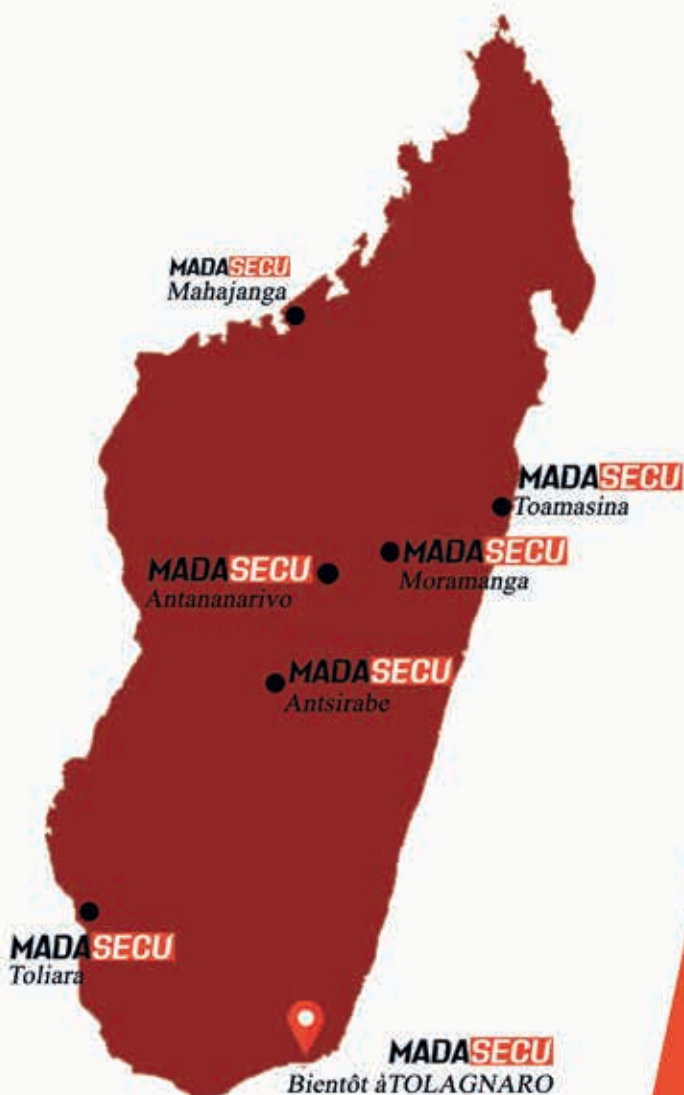 MADASECU
Mahajanga
MADASECU
Toamasina
MADASECU
Moramanga
MADASECU
Antananarivo
MADASECU
Antsirabe
MADASECU
Toliara
MADASECU
Bientôt àTOLAGNARO